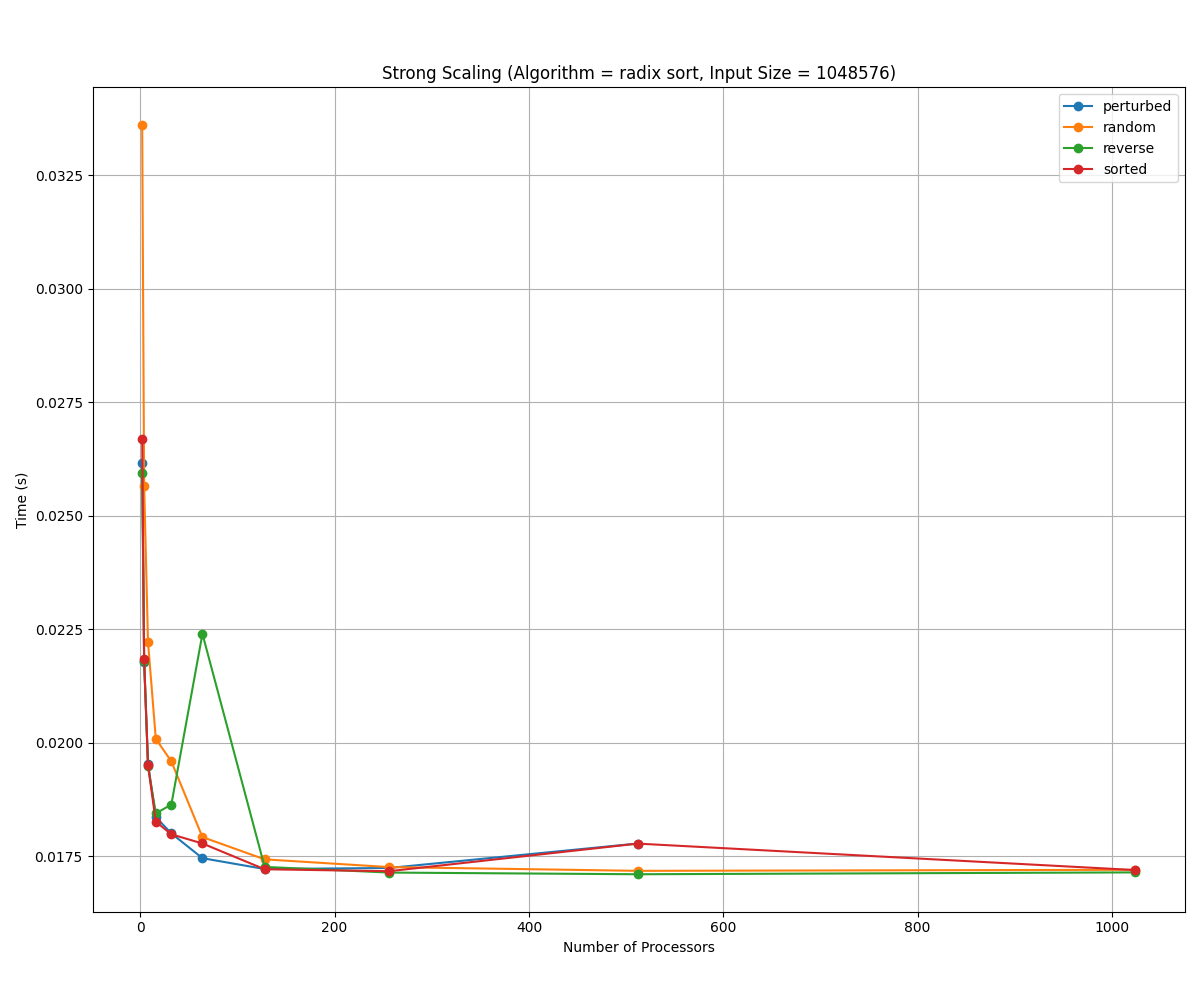 Strong Scaling (Algorithm = radix sort, Input Size = 1048576)
perturbed
random
reverse
sorted
0.0325
0.0300
0.0275
0.0250
0.0225
0.0200
0.0175
Time (s)
0 200 400 600 800 1000
Number of Processors